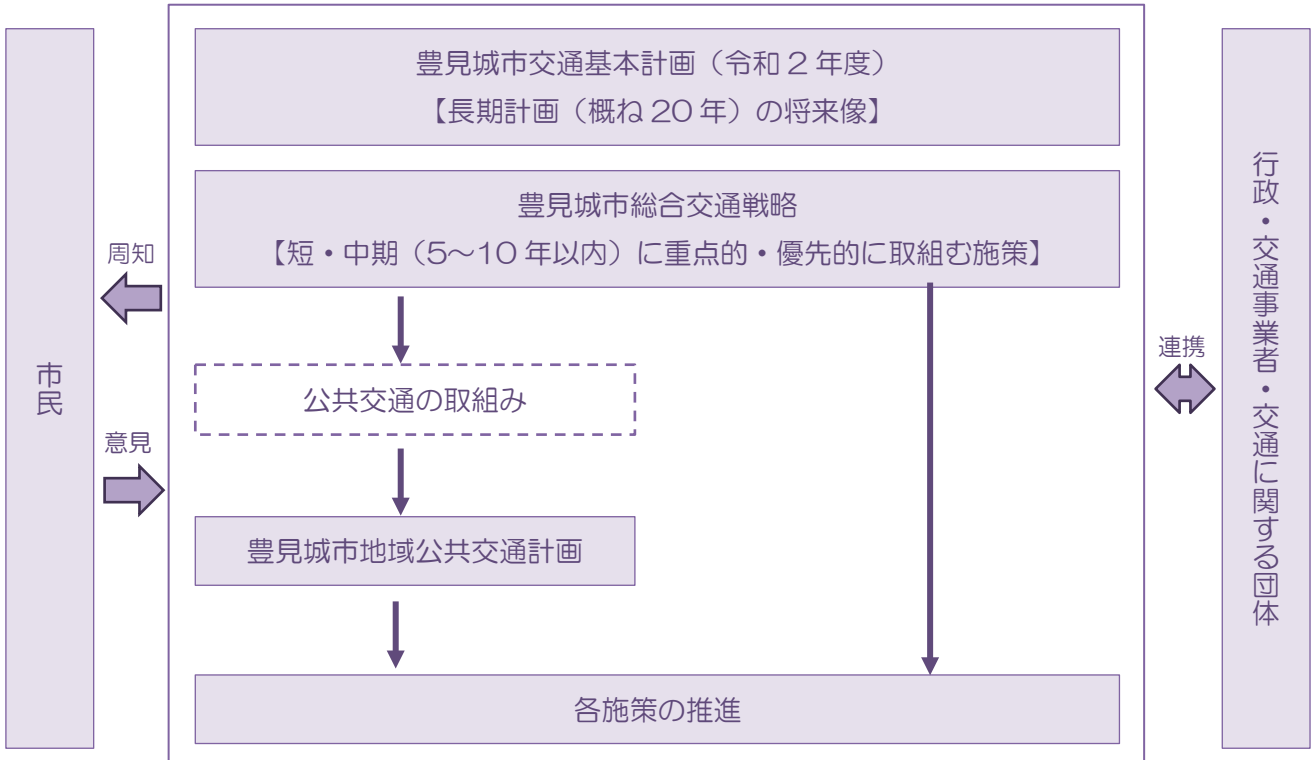 豊見城市交通基本計画（令和２年度）
【長期計画（概ね20年）の将来像】
豊見城市総合交通戦略
【短・中期（5～10年以内）に重点的・優先的に取組む施策】
周知
市民
意見
公共交通の取組み
豊見城市地域公共交通計画
各施策の推進
連携
行政・交通事業者・交通に関する団体